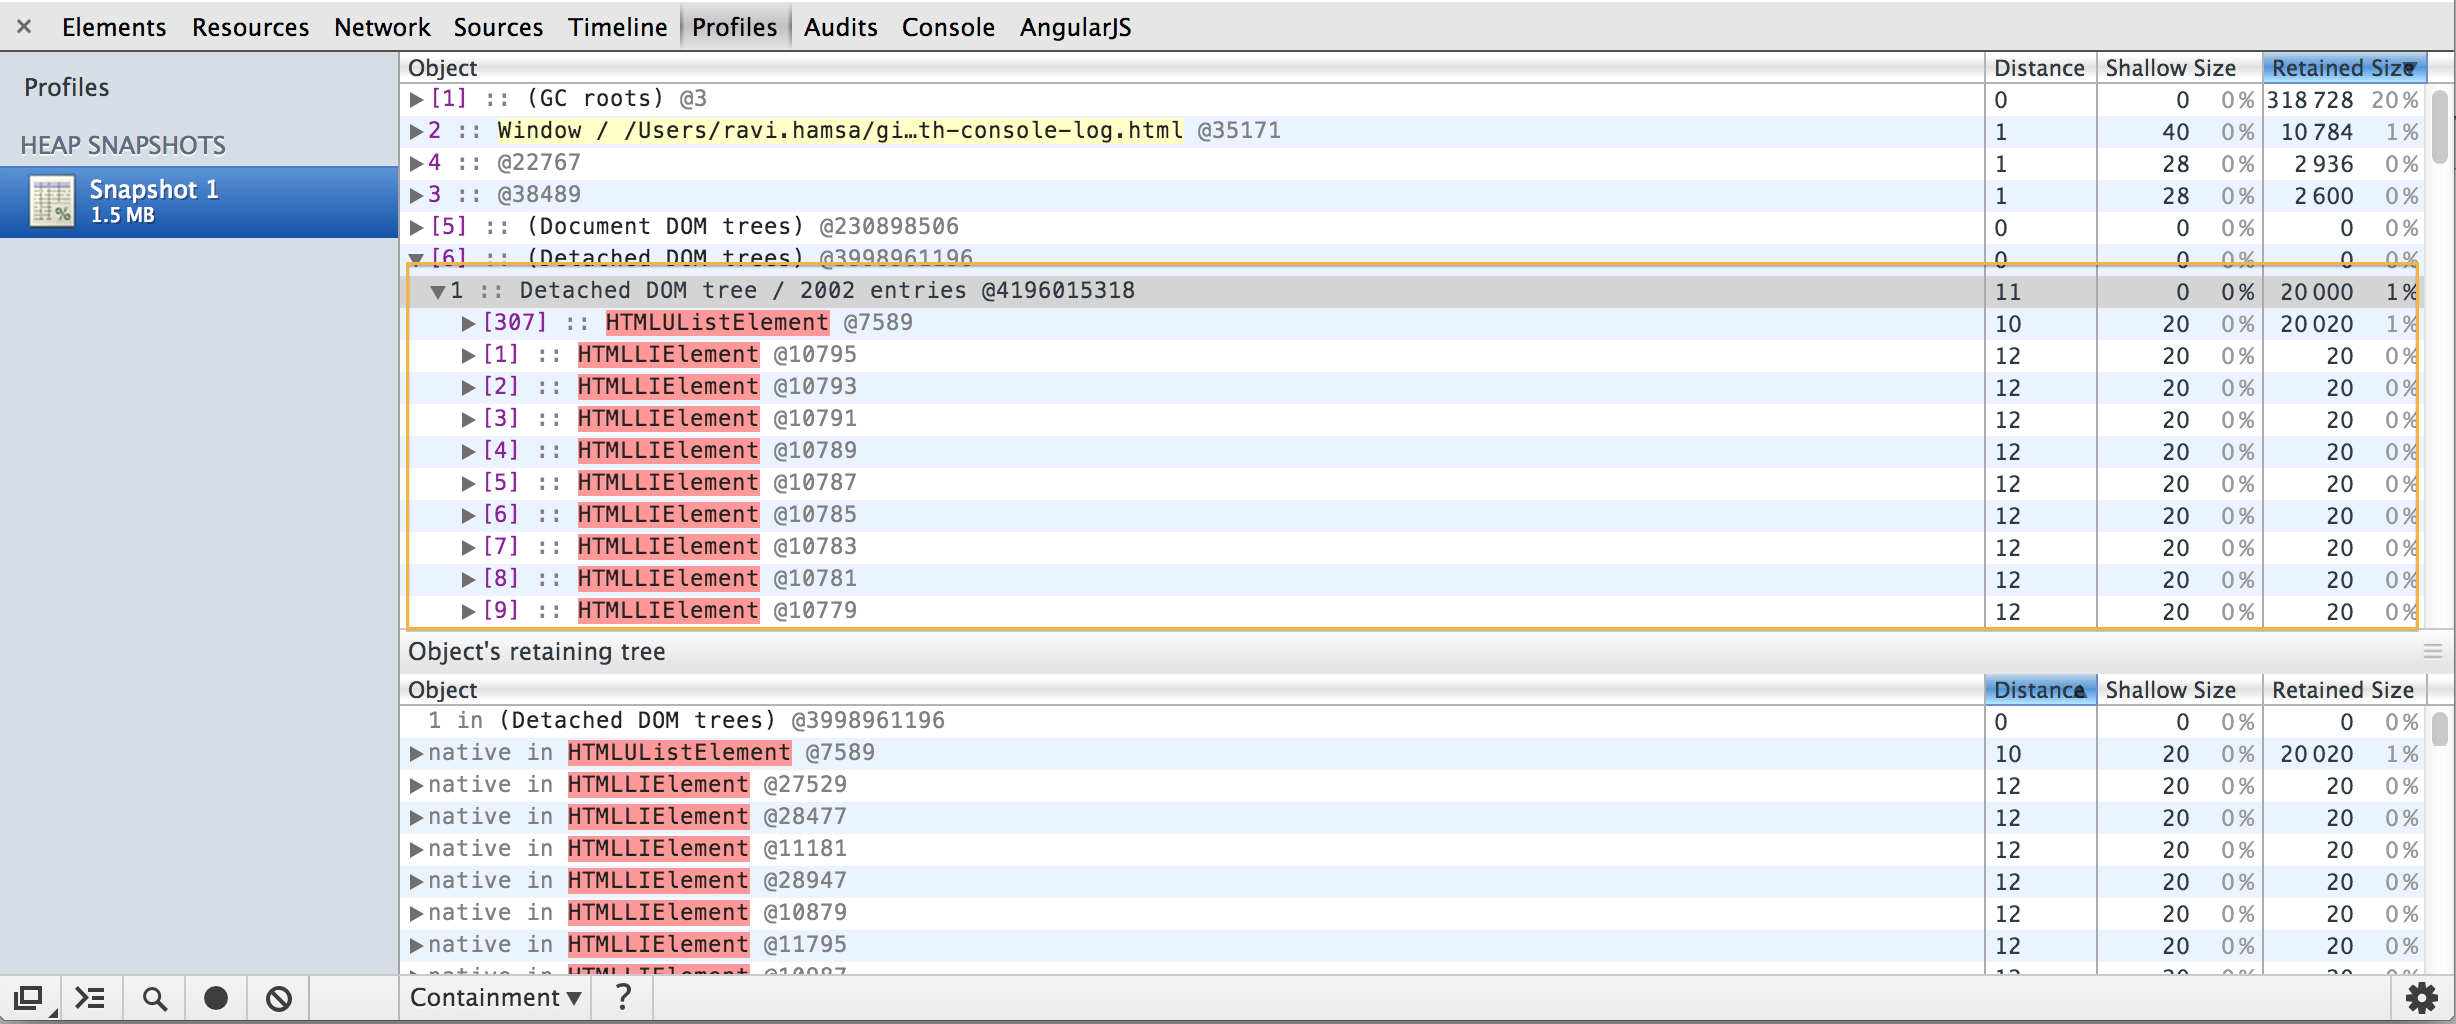 × Elements Resources Network Sources Timeline Profiles Audits Console AngularJS
Profiles
HEAP SNAPSHOTS
Snapshot 1
1.5 MB
Object Distance Shallow Size Retained Size
[1] :: (GC roots) @3 0 0 0% 318 728 20%
2 :: Window / /Users/ravi.hamsa/gi…th-console-log.html @35171 1 40 0% 10 784 1%
4 :: @22767 1 28 0% 2 936 0%
3 :: @38489 1 28 0% 2 600 0%
[5] :: (Document DOM trees) @230898506 0 0 0% 0 0%
[6] :: (Detached DOM trees) @3998961196 0 0 0% 0 0%
1 :: Detached DOM tree / 2002 entries @4196015318 11 0 0% 20 000 1%
[307] :: HTMLUListElement @7589 10 20 0% 20 020 1%
[1] :: HTMLLIElement @10795 12 20 0% 20 0%
[2] :: HTMLLIElement @10793 12 20 0% 20 0%
[3] :: HTMLLIElement @10791 12 20 0% 20 0%
[4] :: HTMLLIElement @10789 12 20 0% 20 0%
[5] :: HTMLLIElement @10787 12 20 0% 20 0%
[6] :: HTMLLIElement @10785 12 20 0% 20 0%
[7] :: HTMLLIElement @10783 12 20 0% 20 0%
[8] :: HTMLLIElement @10781 12 20 0% 20 0%
[9] :: HTMLLIElement @10779 12 20 0% 20 0%
Object's retaining tree
Object Distance Shallow Size Retained Size
1 in (Detached DOM trees) @3998961196 0 0 0% 0 0%
native in HTMLUListElement @7589 10 20 0% 20 020 1%
native in HTMLLIElement @27529 12 20 0% 20 0%
native in HTMLLIElement @28477 12 20 0% 20 0%
native in HTMLLIElement @11181 12 20 0% 20 0%
native in HTMLLIElement @28947 12 20 0% 20 0%
native in HTMLLIElement @10879 12 20 0% 20 0%
native in HTMLLIElement @11795 12 20 0% 20 0%
native in HTMLLIElement @10987 12 20 0% 20 0%
Containment ?